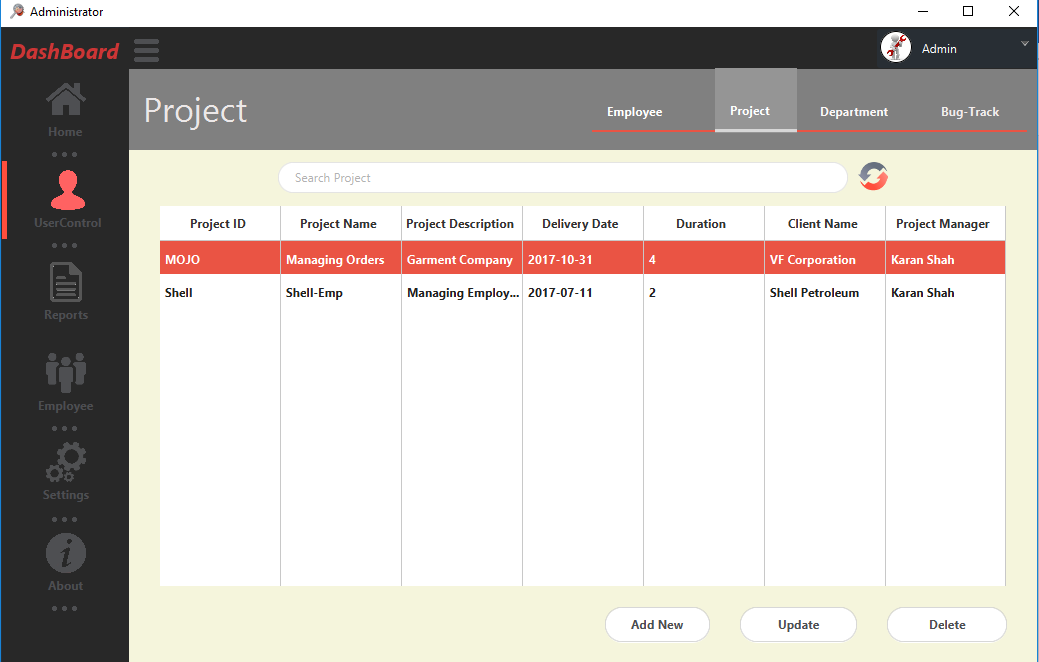 Administrator
DashBoard
Admin
Home
UserControl
Reports
Employee
Settings
About
Project
Employee Project Department Bug-Track
Search Project
Project ID Project Name Project Description Delivery Date Duration Client Name Project Manager
MOJO Managing Orders Garment Company 2017-10-31 4 VF Corporation Karan Shah
Shell Shell-Emp Managing Employ... 2017-07-11 2 Shell Petroleum Karan Shah
Add New Update Delete